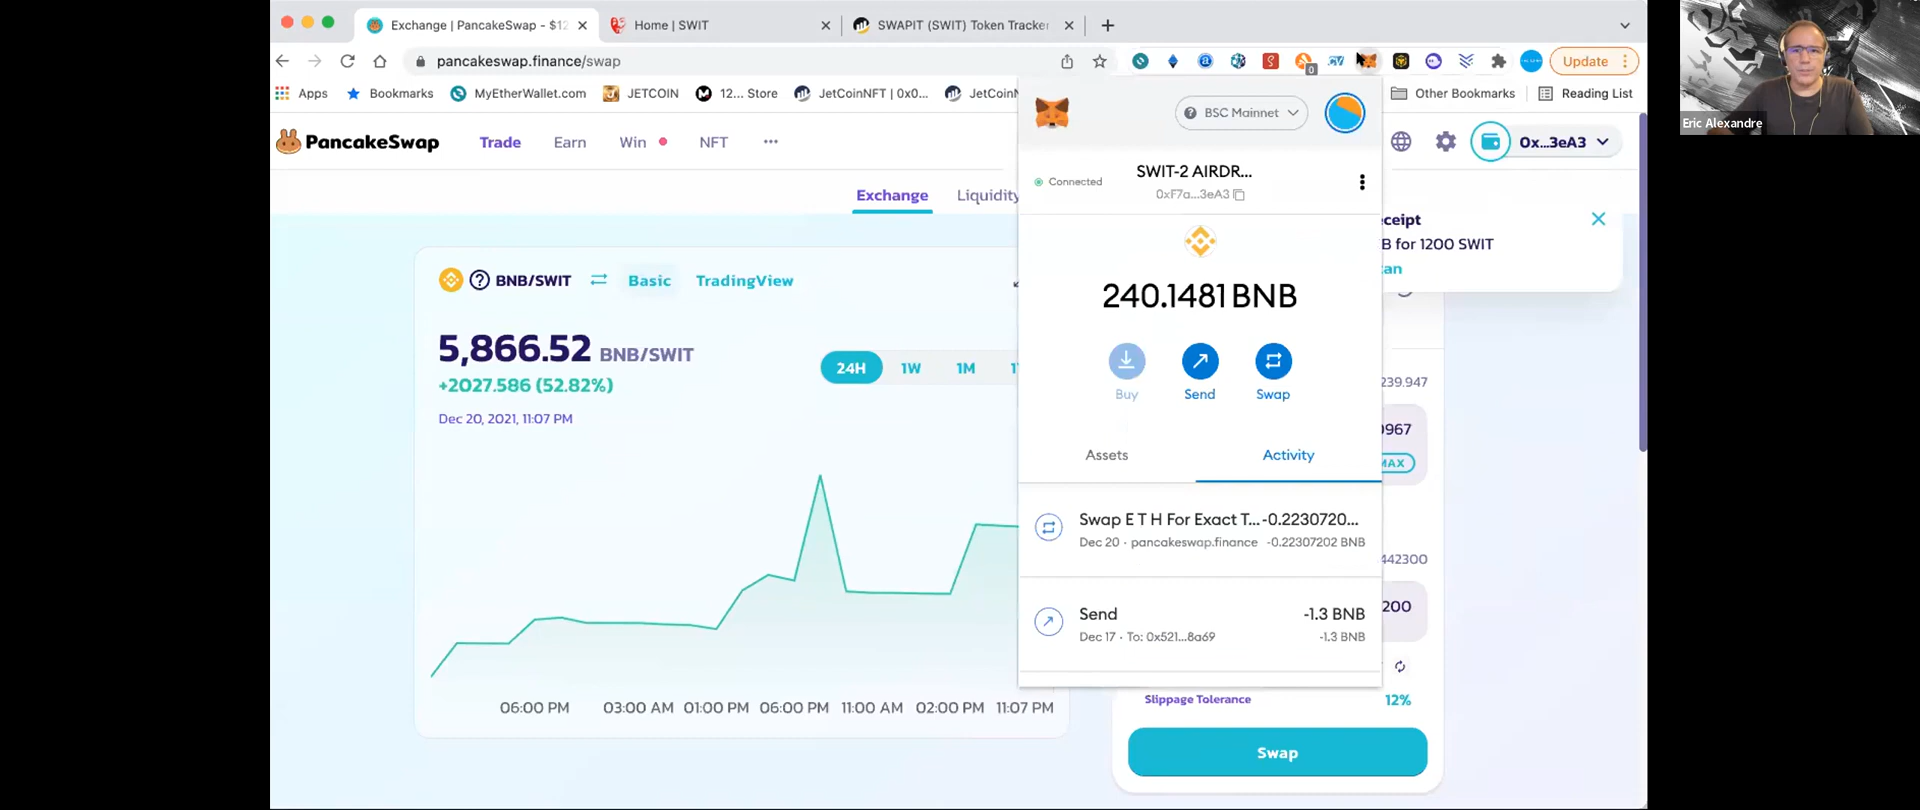 Exchange | PancakeSwap - $12
Home | SWIT
SWAPIT (SWIT) Token Tracker
pancakeswap.finance/swap
0
Update
Apps
Bookmarks
MyEtherWallet.com
JETCOIN
12... Store
JetCoinNFT | 0x0...
JetCoinN
Other Bookmarks
Reading List
PancakeSwap
Trade
Earn
Win
NFT
0x...3eA3
Exchange
Liquidity
BNB/SWIT
Basic
TradingView
5,866.52 BNB/SWIT
+2027.586 (52.82%)
Dec 20, 2021, 11:07 PM
24H
1W
1M
06:00 PM
03:00 AM
01:00 PM
06:00 PM
11:00 AM
02:00 PM
11:07 PM
BSC Mainnet
Connected
SWIT-2 AIRDR...
0xF7a...3eA3
240.1481 BNB
Buy
Send
Swap
Assets
Activity
Swap E T H For Exact T... -0.2230720...
Dec 20 · pancakeswap.finance -0.22307202 BNB
Send -1.3 BNB
Dec 17 · To: 0x521...8a69 -1.3 BNB
eceipt
B for 1200 SWIT
can
239.947
0967
MAX
442300
200
Slippage Tolerance
12%
Swap
Eric Alexandre